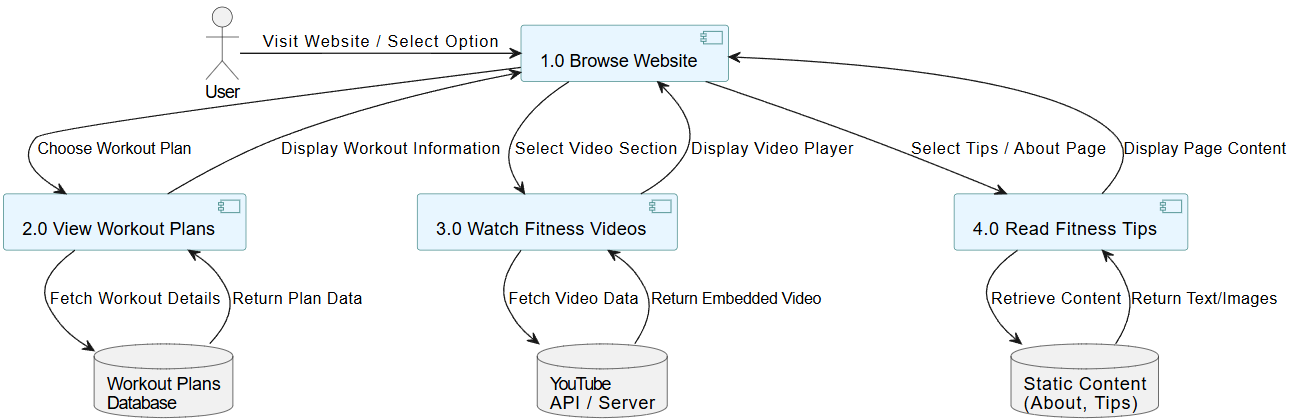 Visit Website / Select Option
1.0 Browse Website
User
Choose Workout Plan
Display Workout Information
Select Video Section
Display Video Player
Select Tips / About Page
Display Page Content
2.0 View Workout Plans
3.0 Watch Fitness Videos
4.0 Read Fitness Tips
Fetch Workout Details
Return Plan Data
Fetch Video Data
Return Embedded Video
Retrieve Content
Return Text/Images
Workout Plans
Database
YouTube
API / Server
Static Content
(About, Tips)